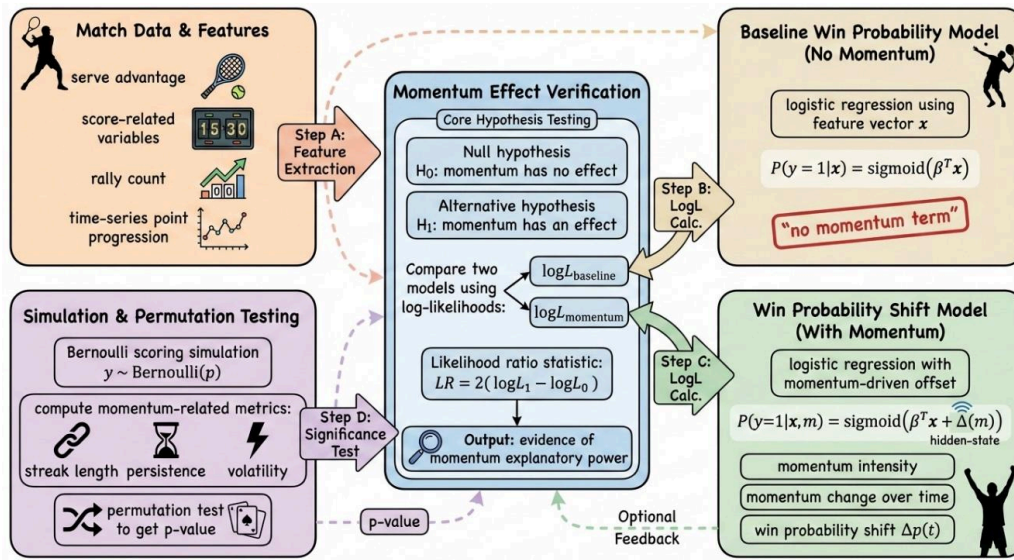 Match Data & Features
serve advantage
score-related
variables
15 30
rally count
time-series point
progression
Step A:
Feature
Extraction
Momentum Effect Verification
Core Hypothesis Testing
Null hypothesis
H₀: momentum has no effect
Alternative hypothesis
H₁: momentum has an effect
Compare two
models using
log-likelihoods:
logL_baseline
logL_momentum
Likelihood ratio statistic:
LR = 2( logL₁ − logL₀ )
Output: evidence of
momentum explanatory power
Step B:
LogL
Calc.
Baseline Win Probability Model
(No Momentum)
logistic regression using
feature vector x
P(y = 1|x) = sigmoid(βᵀx)
"no momentum term"
Step C:
LogL
Calc.
Win Probability Shift Model
(With Momentum)
logistic regression with
momentum-driven offset
P(y=1|x,m) = sigmoid(βᵀx + Δ(m))
hidden-state
momentum intensity
momentum change over time
win probability shift Δp(t)
Simulation & Permutation Testing
Bernoulli scoring simulation
y ~ Bernoulli(p)
compute momentum-related metrics:
streak length persistence volatility
permutation test
to get p-value
Step D:
Significance
Test
p-value
Optional
Feedback